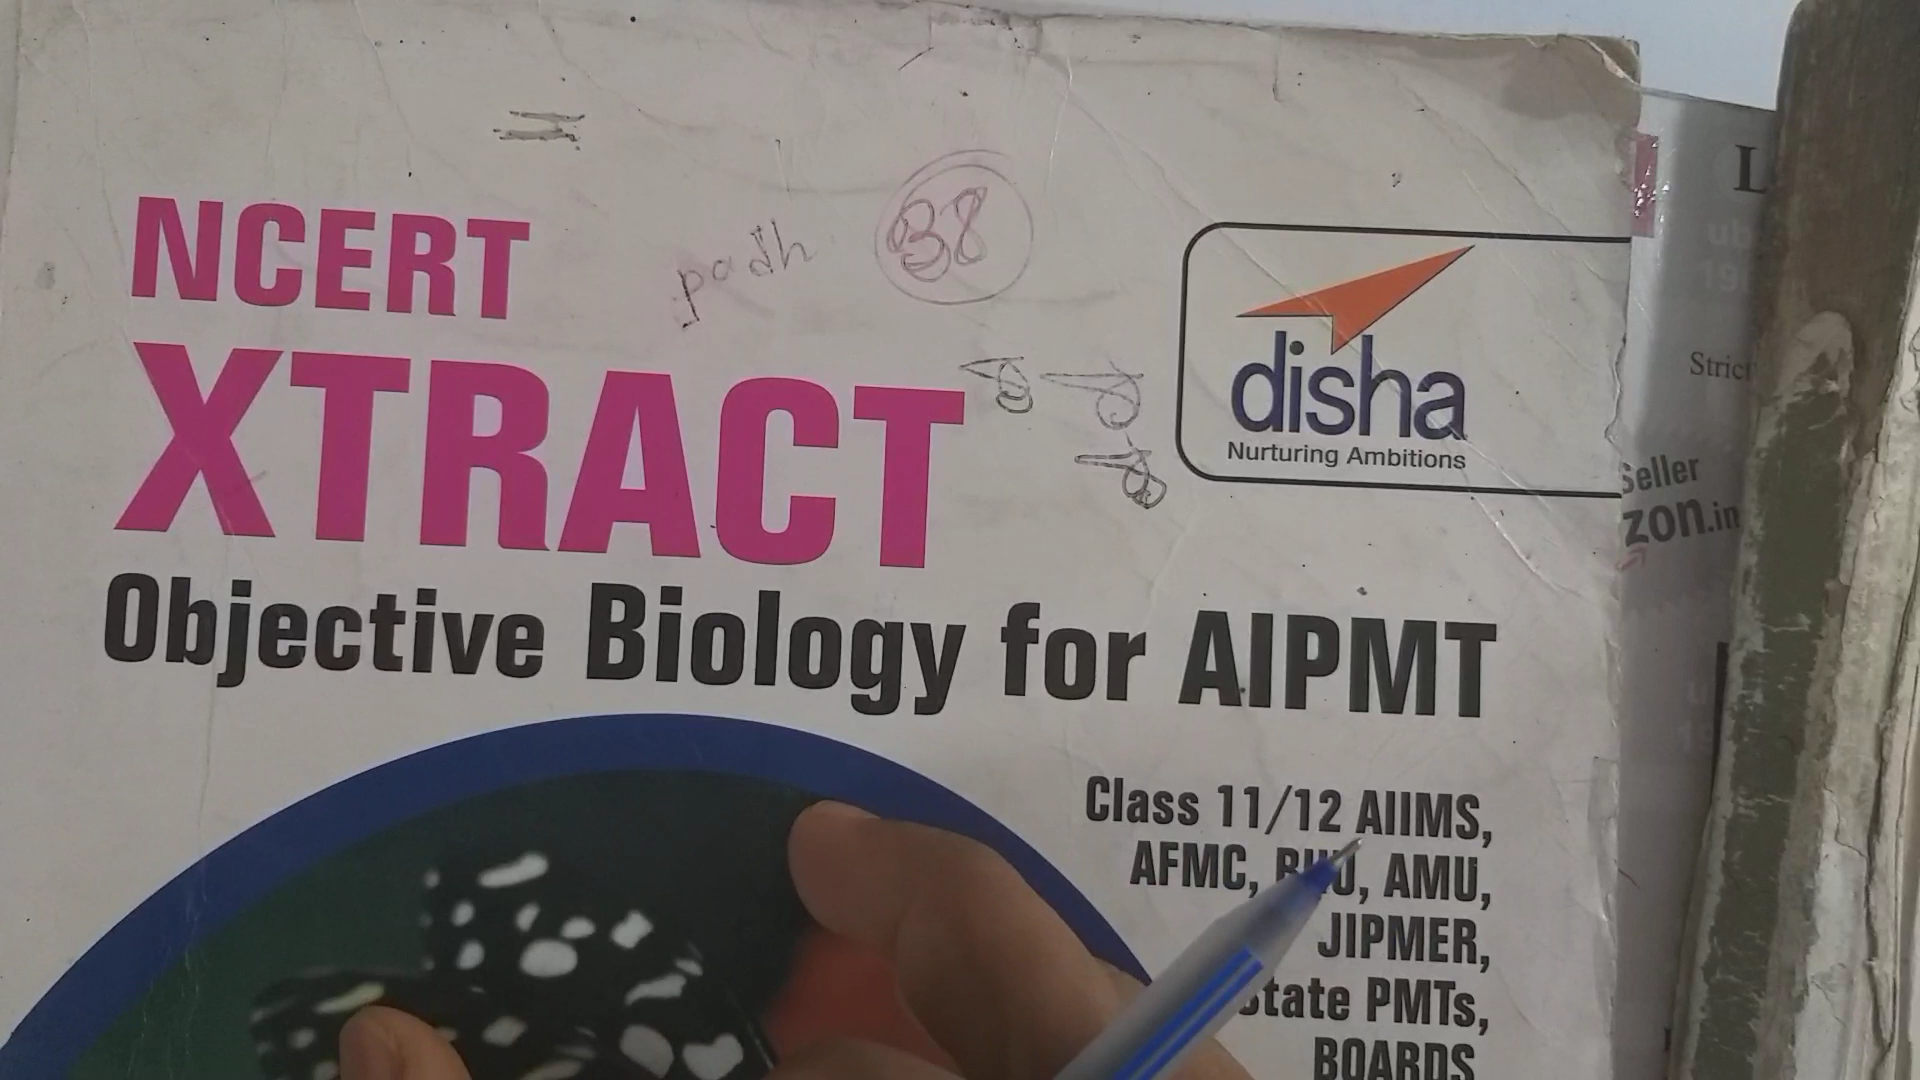 NCERT
padh
38
XTRACT
disha
Nurturing Ambitions
Objective Biology for AIPMT
Class 11/12 AIIMS,
AFMC, BHU, AMU,
JIPMER,
State PMTs,
BOARDS
L
Strict
Seller
zon.in